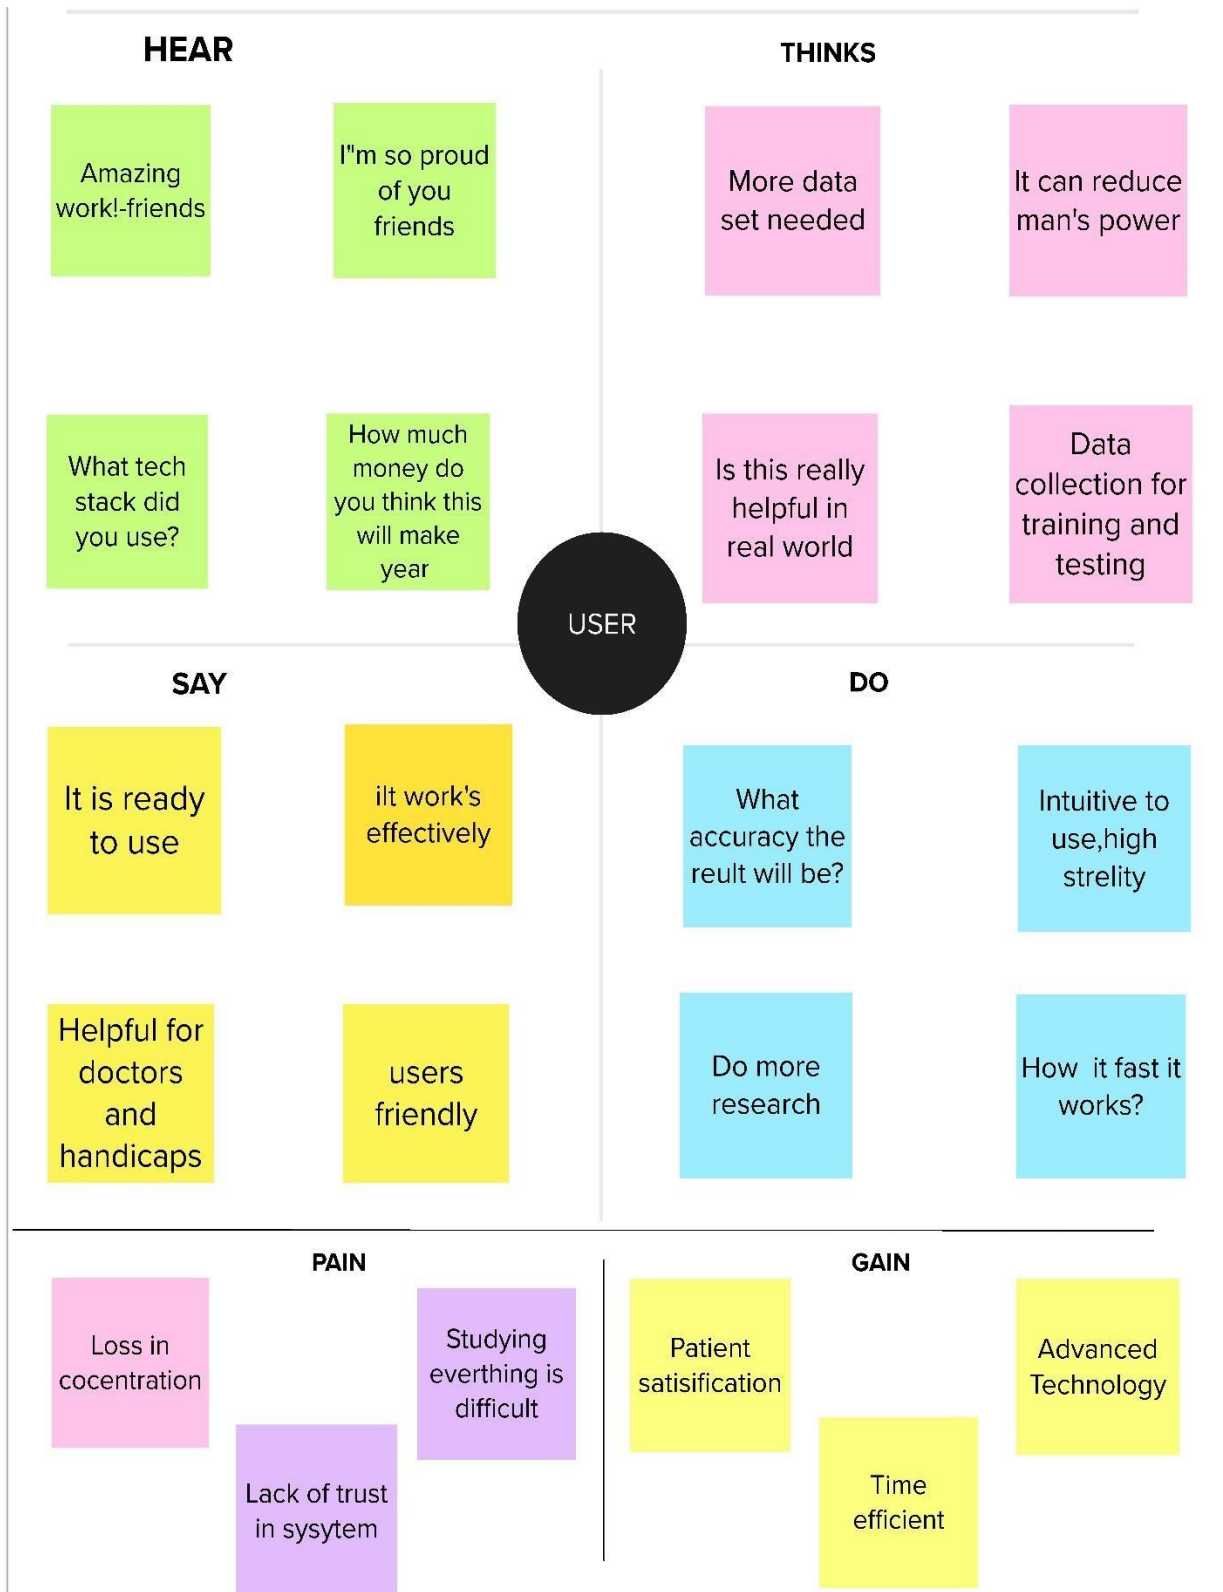 HEAR
Amazing
work!-friends
I"m so proud
of you
friends
What tech
stack did
you use?
How much
money do
you think this
will make
year
THINKS
More data
set needed
It can reduce
man's power
Is this really
helpful in
real world
Data
collection for
training and
testing
USER
SAY
It is ready
to use
iIt work's
effectively
Helpful for
doctors
and
handicaps
users
friendly
DO
What
accuracy the
reult will be?
Intuitive to
use,high
strelity
Do more
research
How  it fast it
works?
PAIN
Loss in
cocentration
Lack of trust
in sysytem
Studying
everthing is
difficult
GAIN
Patient
satisification
Time
efficient
Advanced
Technology